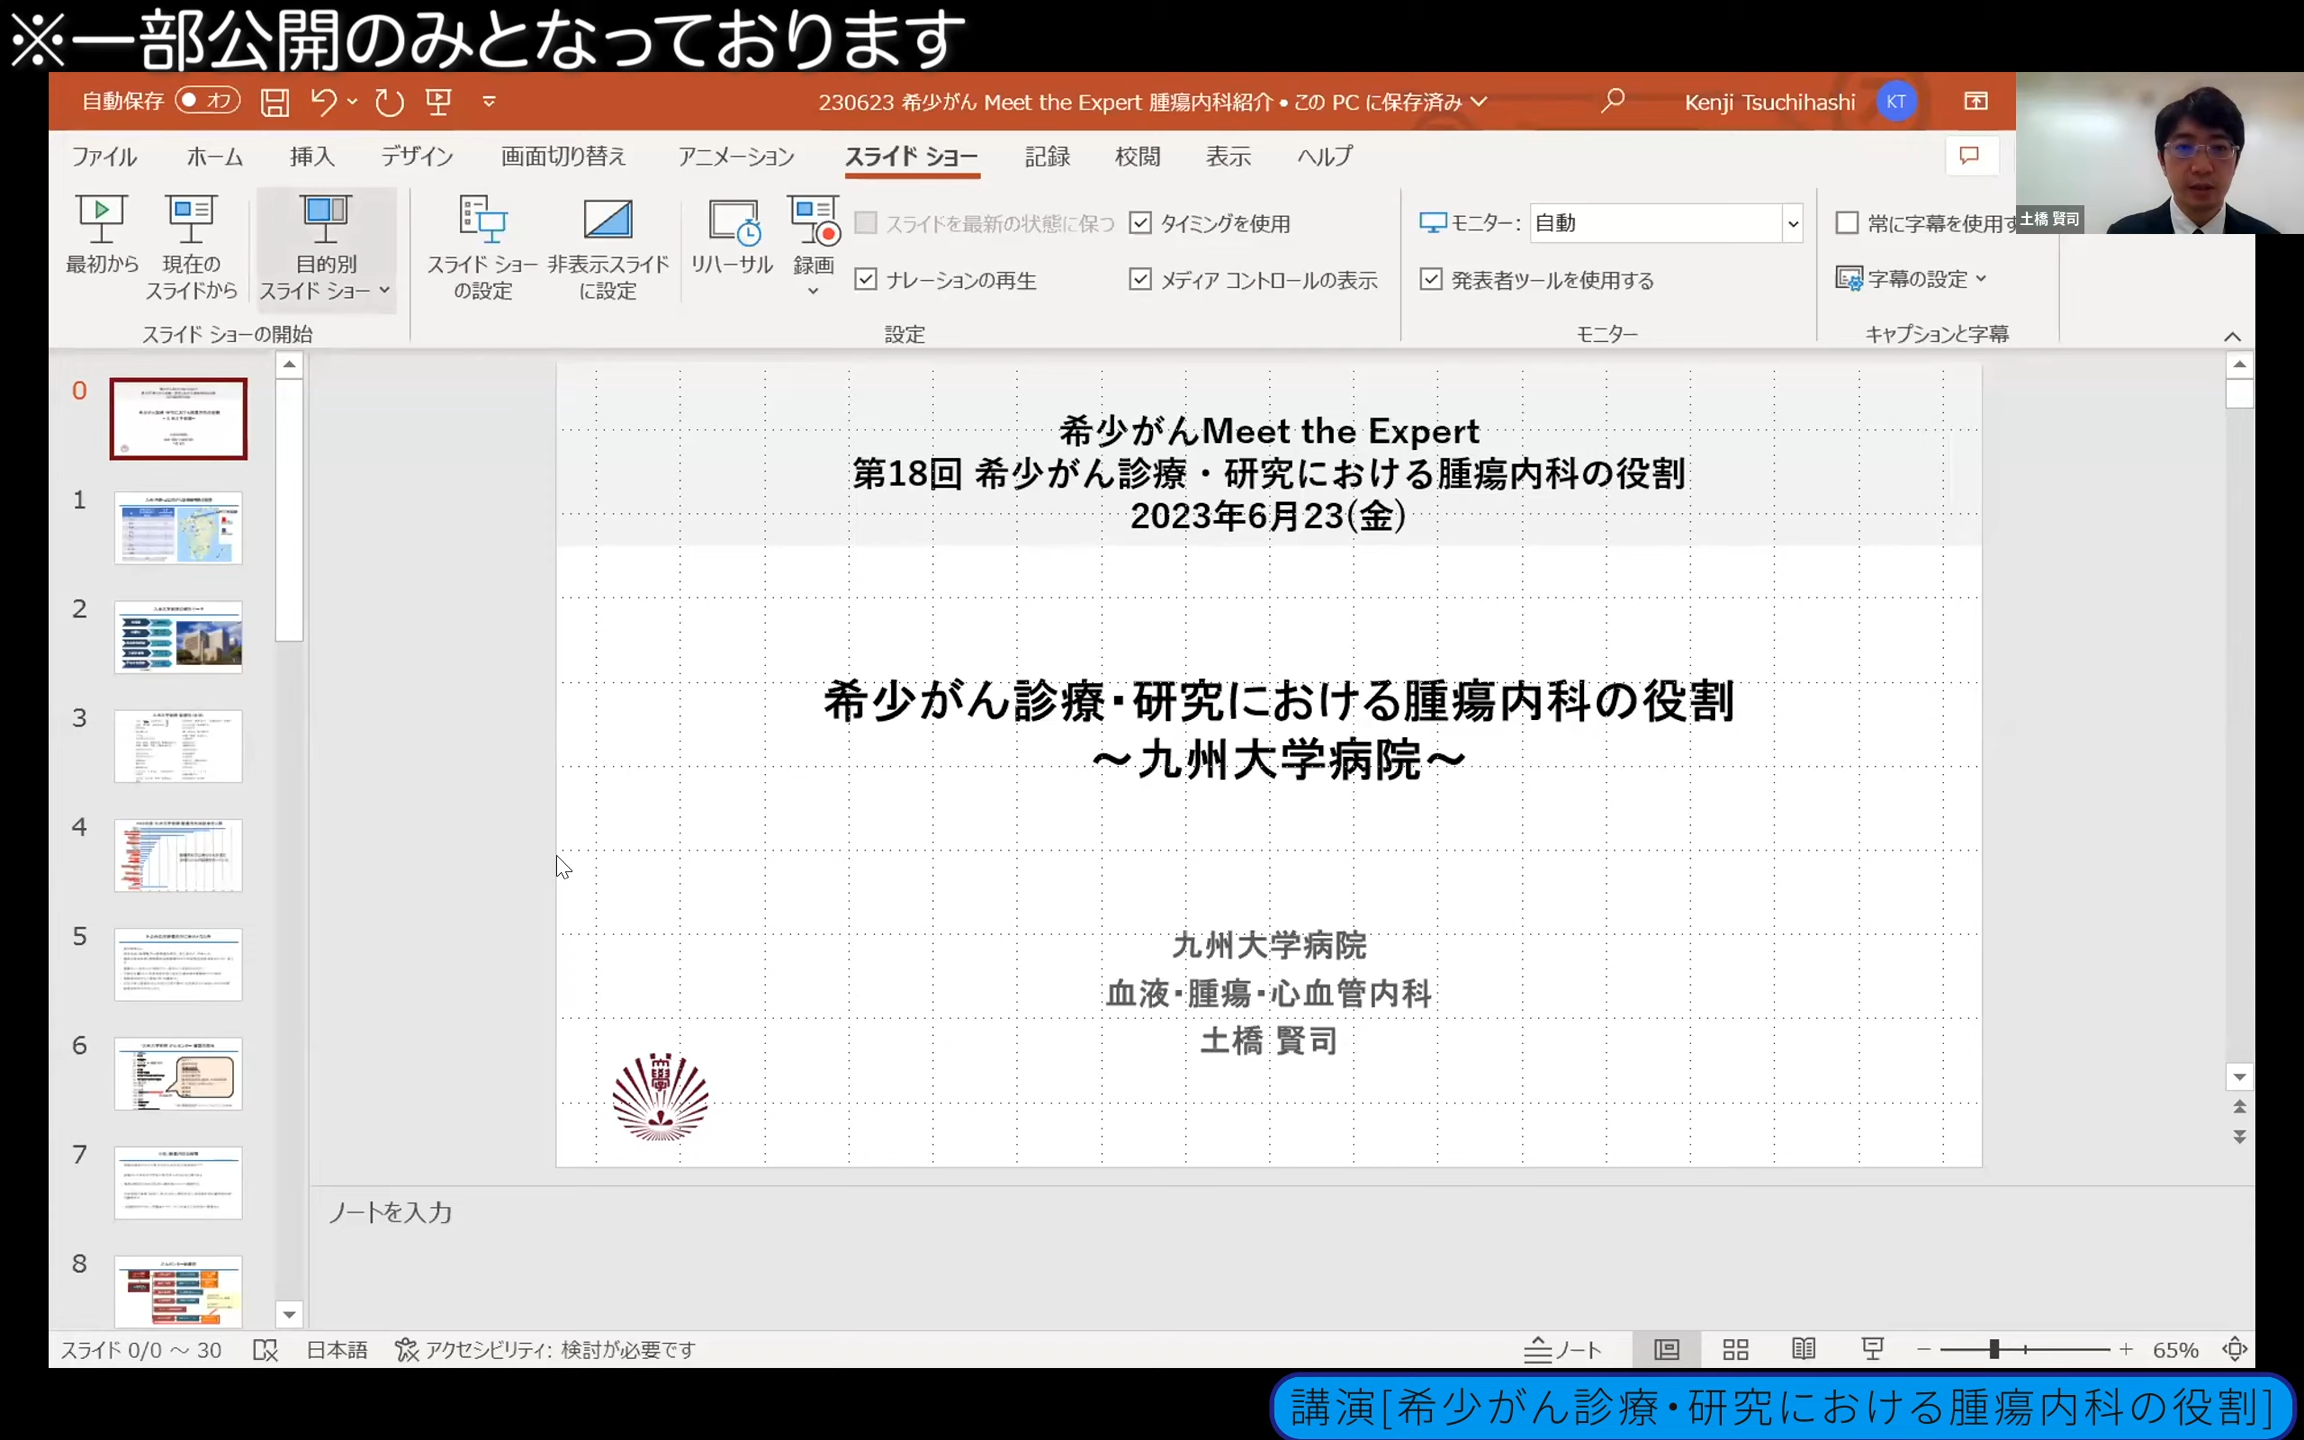 ※一部公開のみとなっております
自動保存 オフ
230623 希少がん Meet the Expert 腫瘍内科紹介 • この PC に保存済み
Kenji Tsuchihashi KT
ファイル ホーム 挿入 デザイン 画面切り替え アニメーション スライド ショー 記録 校閲 表示 ヘルプ
土橋 賢司
最初から
現在の
スライドから
目的別
スライド ショー
スライド ショーの開始
スライド ショー
の設定
非表示スライド
に設定
リハーサル
録画
スライドを最新の状態に保つ
ナレーションの再生
タイミングを使用
メディア コントロールの表示
設定
モニター: 自動
発表者ツールを使用する
モニター
常に字幕を使用す
字幕の設定
キャプションと字幕
0
1
2
3
4
5
6
7
8
希少がんMeet the Expert
第18回 希少がん診療・研究における腫瘍内科の役割
2023年6月23(金)
希少がん診療・研究における腫瘍内科の役割
～九州大学病院～
九州大学病院
血液・腫瘍・心血管内科
土橋 賢司
ノートを入力
スライド 0/0 ～ 30
日本語
アクセシビリティ: 検討が必要です
ノート
65%
講演[希少がん診療・研究における腫瘍内科の役割]